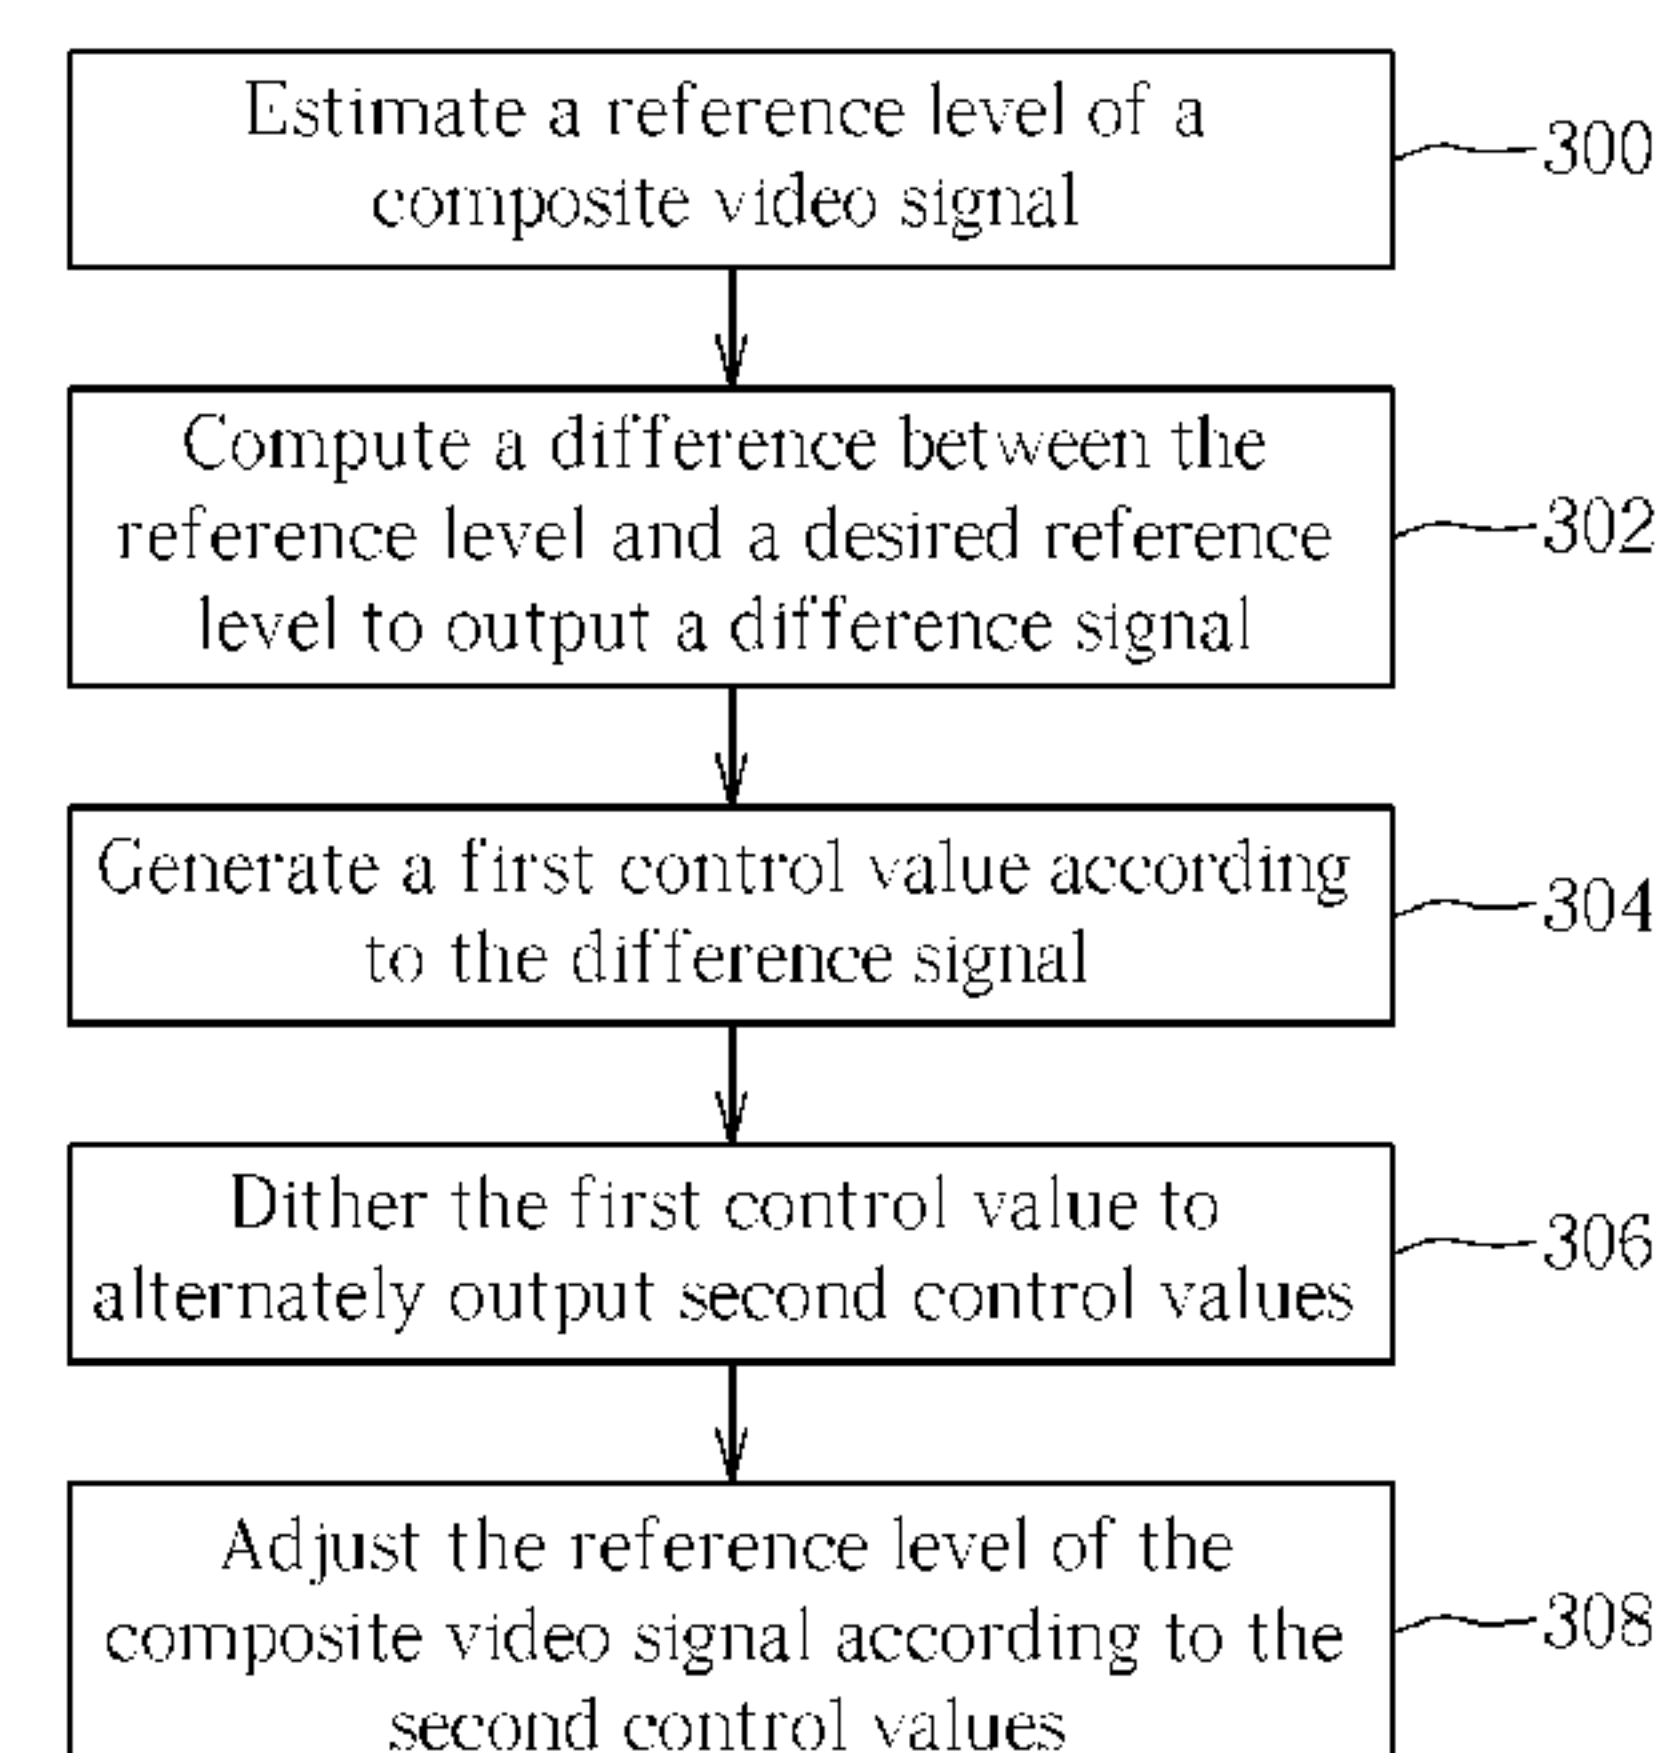 Estimate a reference level of a
composite video signal
300
Compute a difference between the
reference level and a desired reference
level to output a difference signal
302
Generate a first control value according
to the difference signal
304
Dither the first control value to
alternately output second control values
306
Adjust the reference level of the
composite video signal according to the
second control values
308